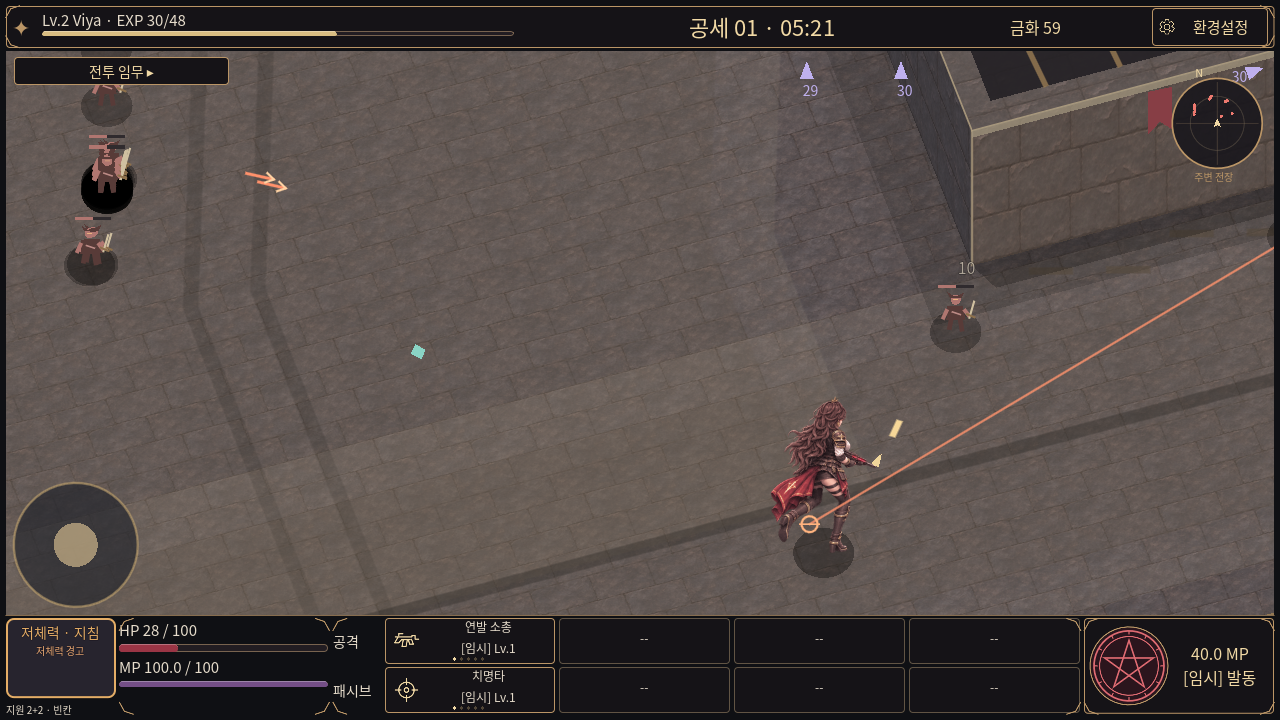 Lv.2 Viya · EXP 30/48
공세 01 · 05:21
금화 59
환경설정
전투 임무 ▸
29
30
N
30
주변 전장
10
저체력 · 지침
저체력 경고
지원 2+2 · 빈칸
HP 28 / 100
MP 100.0 / 100
공격
패시브
연발 소총
[임시] Lv.1
--
--
--
치명타
[임시] Lv.1
--
--
--
40.0 MP
[임시] 발동